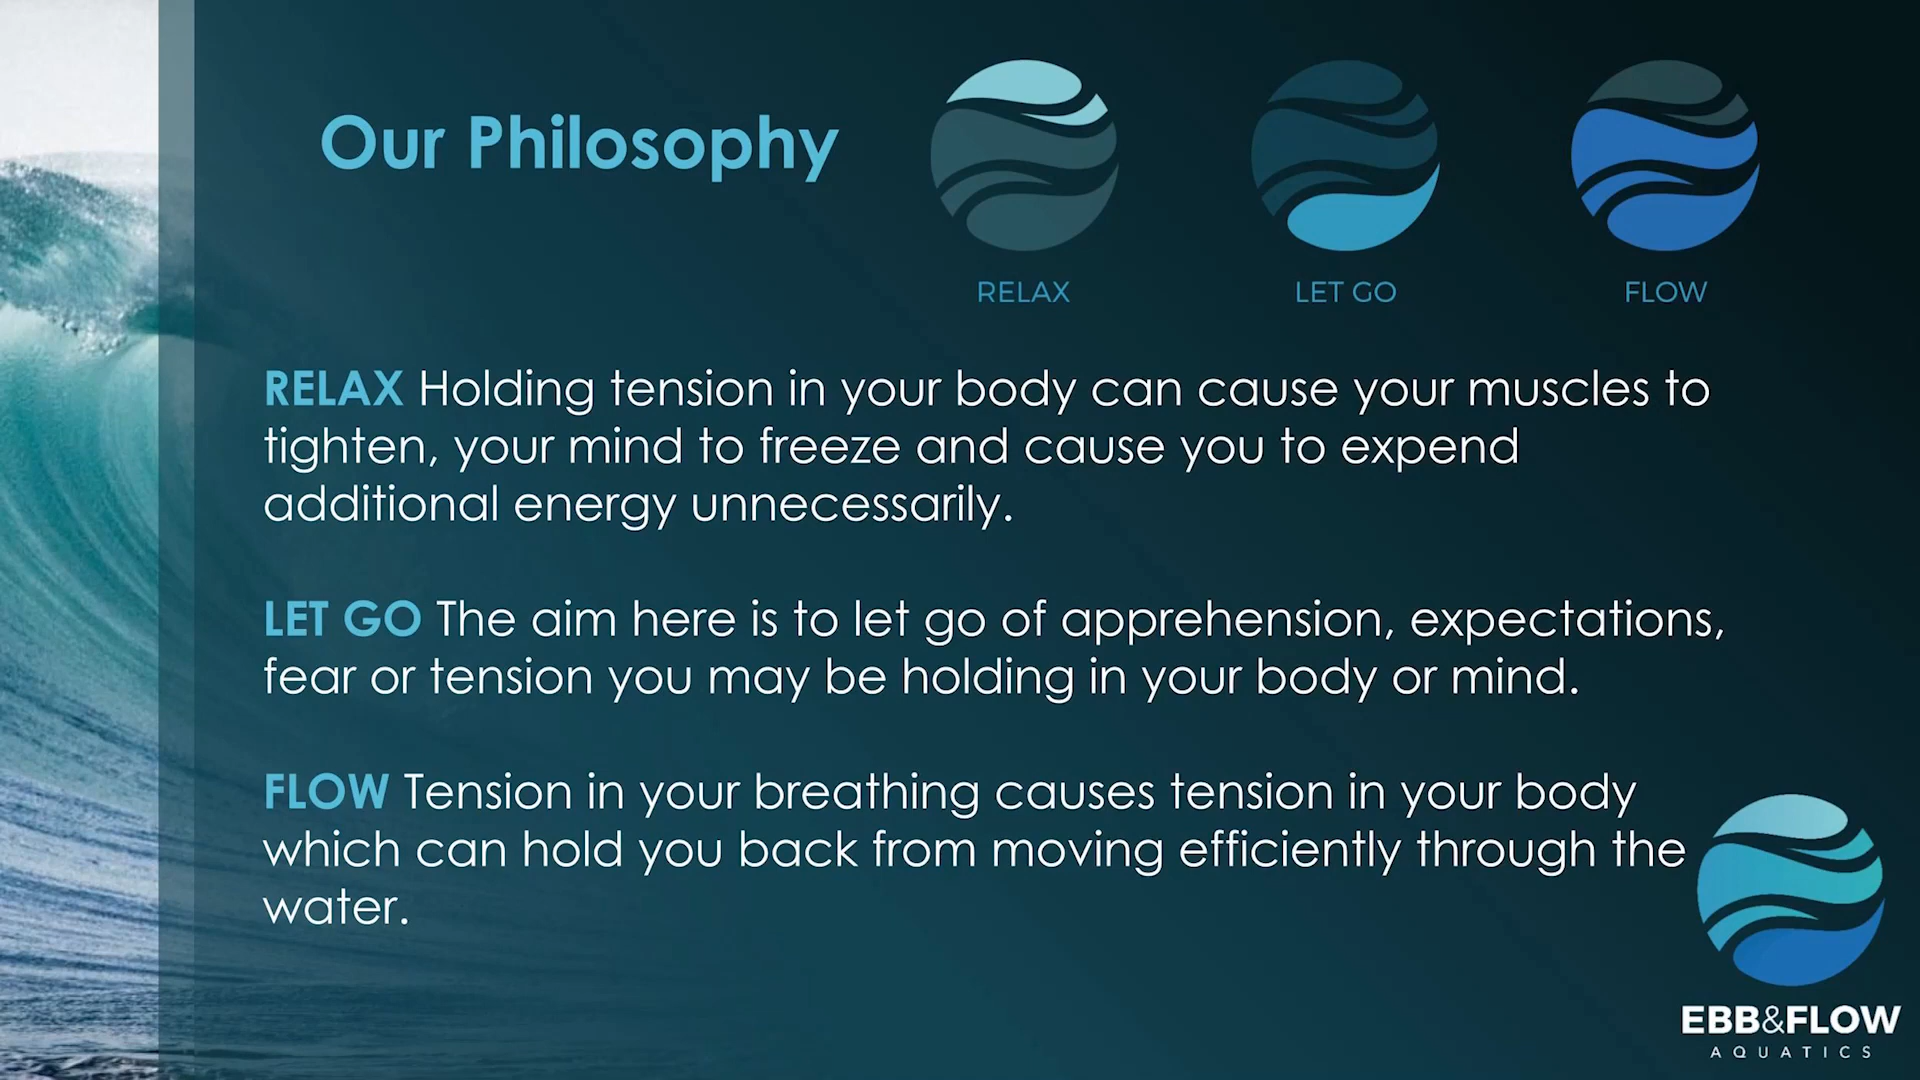 Our Philosophy
RELAX
LET GO
FLOW
RELAX Holding tension in your body can cause your muscles to
tighten, your mind to freeze and cause you to expend
additional energy unnecessarily.
LET GO The aim here is to let go of apprehension, expectations,
fear or tension you may be holding in your body or mind.
FLOW Tension in your breathing causes tension in your body
which can hold you back from moving efficiently through the
water.
EBB&FLOW
AQUATICS